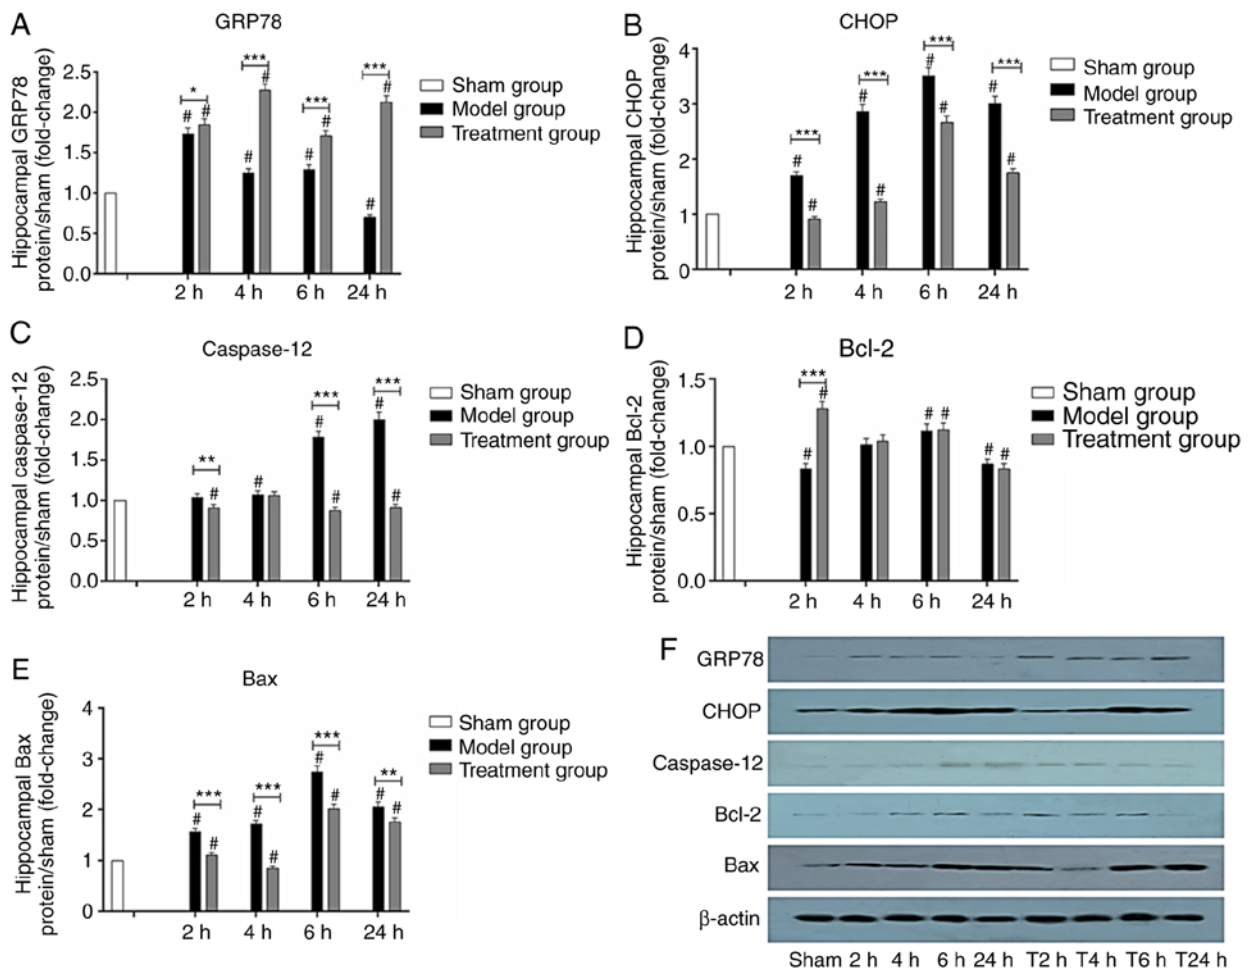 A
GRP78
Hippocampal GRP78
protein/sham (fold-change)
2.5
2.0
1.5
1.0
0.5
0.0
* *** *** ***
# # # # # # # #
2 h 4 h 6 h 24 h
Sham group
Model group
Treatment group
B
CHOP
Hippocampal CHOP
protein/sham (fold-change)
4
3
2
1
0
*** *** *** ***
# # # # # # # #
2 h 4 h 6 h 24 h
Sham group
Model group
Treatment group
C
Caspase-12
Hippocampal caspase-12
protein/sham (fold-change)
2.5
2.0
1.5
1.0
0.5
0.0
** *** ***
# # # # # #
2 h 4 h 6 h 24 h
Sham group
Model group
Treatment group
D
Bcl-2
Hippocampal Bcl-2
protein/sham (fold-change)
1.5
1.0
0.5
0.0
***
# # # # # #
2 h 4 h 6 h 24 h
Sham group
Model group
Treatment group
E
Bax
Hippocampal Bax
protein/sham (fold-change)
4
3
2
1
0
*** *** *** **
# # # # # # # #
2 h 4 h 6 h 24 h
Sham group
Model group
Treatment group
F
GRP78
CHOP
Caspase-12
Bcl-2
Bax
β-actin
Sham 2 h 4 h 6 h 24 h T2 h T4 h T6 h T24 h